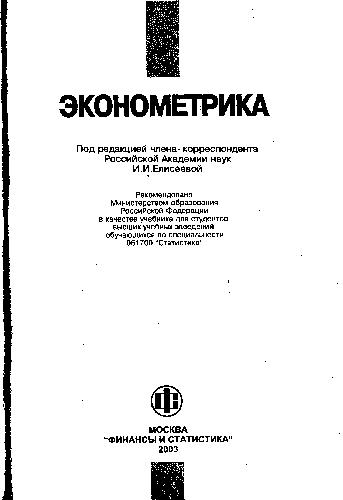 ЭКОНОМЕТРИКА
Под редакцией члена-корреспондента
Российской Академии наук
И.И.Елисеевой
Рекомендовано
Министерством образования
Российской Федерации
в качестве учебника для студентов
высших учебных заведений
обучающихся по специальности
061700 "Статистика"
МОСКВА
"ФИНАНСЫ И СТАТИСТИКА"
2003